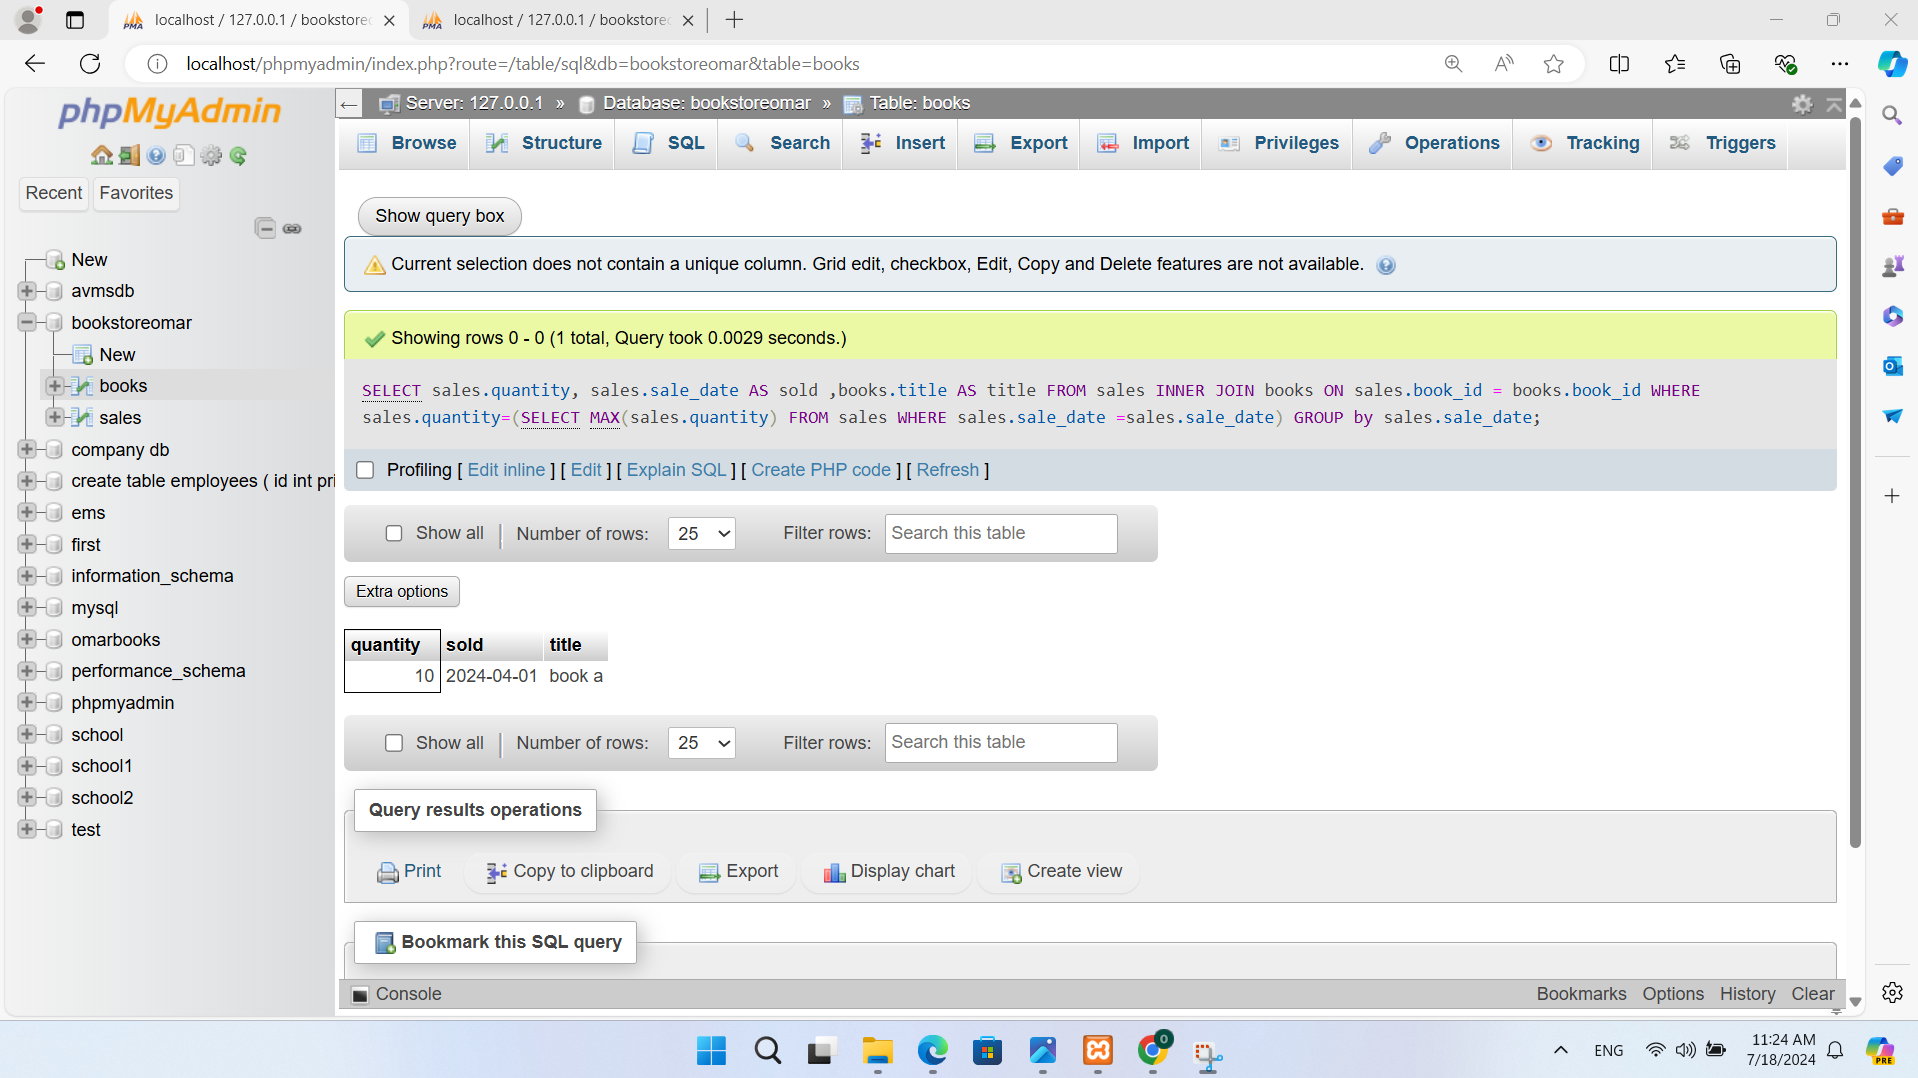 localhost / 127.0.0.1 / bookstore
localhost / 127.0.0.1 / bookstore
localhost/phpmyadmin/index.php?route=/table/sql&db=bookstoreomar&table=books
phpMyAdmin
Recent
Favorites
New
avmsdb
bookstoreomar
New
books
sales
company db
create table employees ( id int pri
ems
first
information_schema
mysql
omarbooks
performance_schema
phpmyadmin
school
school1
school2
test
Server: 127.0.0.1 » Database: bookstoreomar » Table: books
Browse Structure SQL Search Insert Export Import Privileges Operations Tracking Triggers
Show query box
Current selection does not contain a unique column. Grid edit, checkbox, Edit, Copy and Delete features are not available.
Showing rows 0 - 0 (1 total, Query took 0.0029 seconds.)
SELECT sales.quantity, sales.sale_date AS sold ,books.title AS title FROM sales INNER JOIN books ON sales.book_id = books.book_id WHERE
sales.quantity=(SELECT MAX(sales.quantity) FROM sales WHERE sales.sale_date =sales.sale_date) GROUP by sales.sale_date;
Profiling [ Edit inline ] [ Edit ] [ Explain SQL ] [ Create PHP code ] [ Refresh ]
Show all | Number of rows: 25 Filter rows: Search this table
Extra options
quantity sold title
10 2024-04-01 book a
Show all | Number of rows: 25 Filter rows: Search this table
Query results operations
Print Copy to clipboard Export Display chart Create view
Bookmark this SQL query
Console
Bookmarks Options History Clear
ENG
11:24 AM
7/18/2024
0
PRE